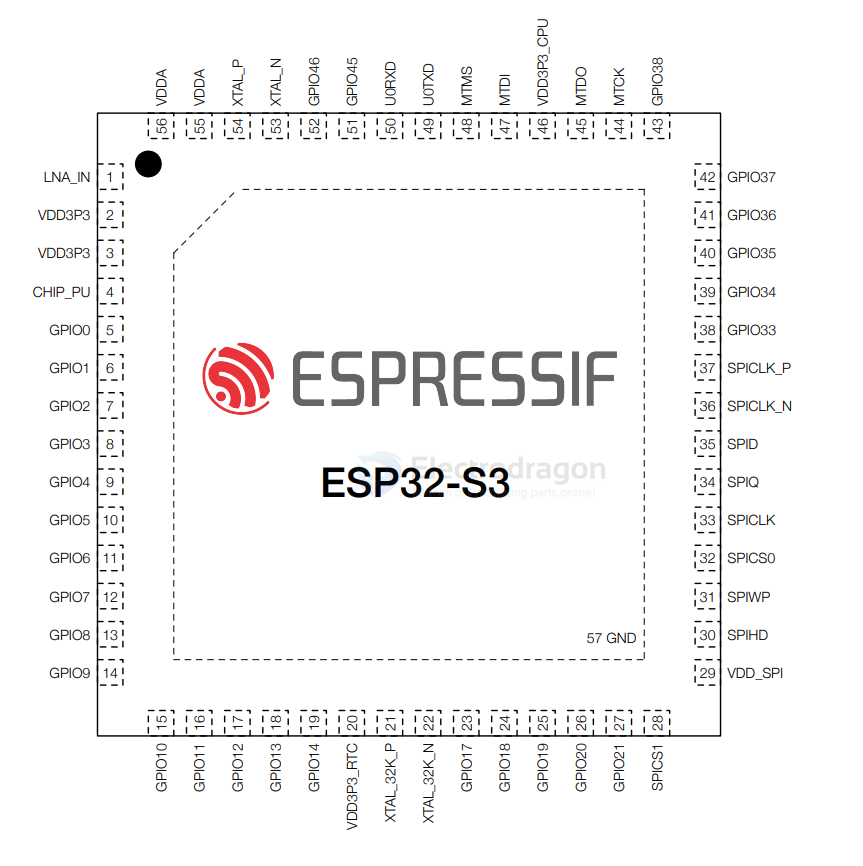 VDDA
VDDA
XTAL_P
XTAL_N
GPIO46
GPIO45
U0RXD
U0TXD
MTMS
MTDI
VDD3P3_CPU
MTDO
MTCK
GPIO38
56 55 54 53 52 51 50 49 48 47 46 45 44 43
LNA_IN 1
42 GPIO37
VDD3P3 2
41 GPIO36
VDD3P3 3
40 GPIO35
CHIP_PU 4
39 GPIO34
GPIO0 5
38 GPIO33
GPIO1 6
37 SPICLK_P
GPIO2 7
36 SPICLK_N
GPIO3 8
35 SPID
GPIO4 9
34 SPIQ
GPIO5 10
33 SPICLK
GPIO6 11
32 SPICS0
GPIO7 12
31 SPIWP
GPIO8 13
30 SPIHD
GPIO9 14
29 VDD_SPI
ESPRESSIF
Electrodragon
ESP32-S3
parts online!
57 GND
15 16 17 18 19 20 21 22 23 24 25 26 27 28
GPIO10
GPIO11
GPIO12
GPIO13
GPIO14
VDD3P3_RTC
XTAL_32K_P
XTAL_32K_N
GPIO17
GPIO18
GPIO19
GPIO20
GPIO21
SPICS1